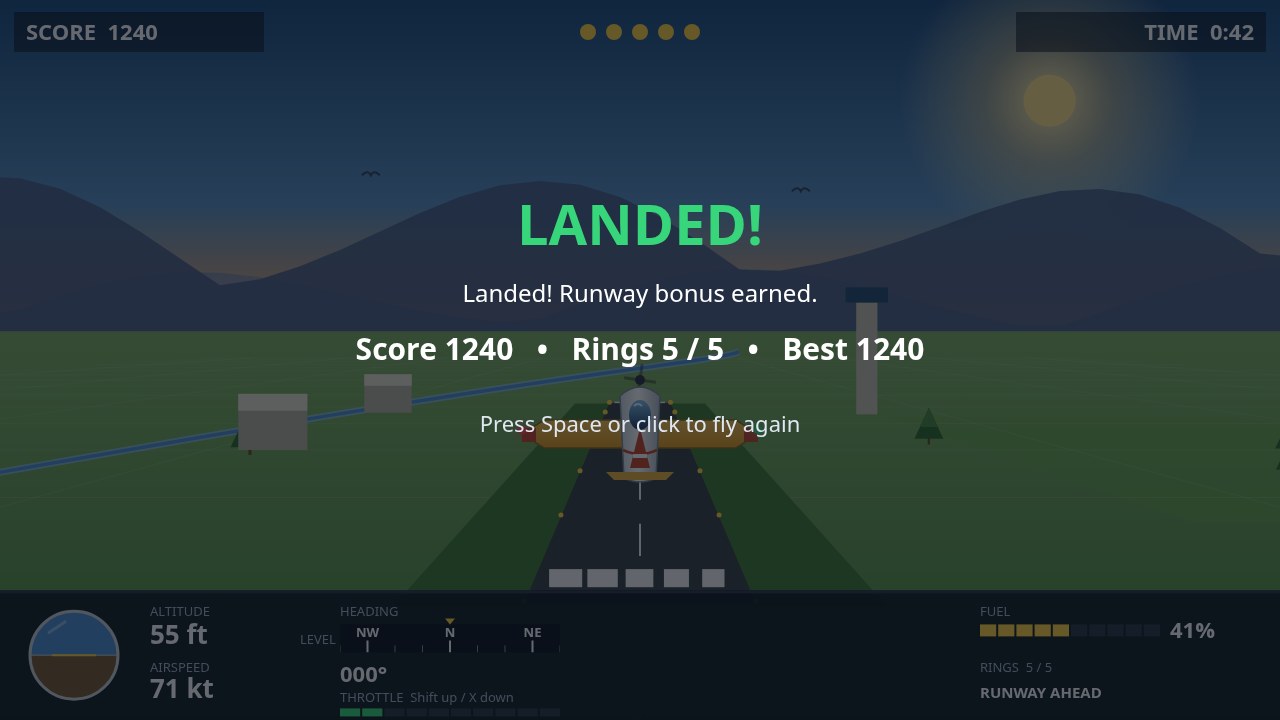 SCORE 1240
TIME 0:42
LANDED!
Landed! Runway bonus earned.
Score 1240 • Rings 5 / 5 • Best 1240
Press Space or click to fly again
ALTITUDE
55 ft
AIRSPEED
71 kt
HEADING
LEVEL
NW N NE
000°
THROTTLE Shift up / X down
FUEL
41%
RINGS 5 / 5
RUNWAY AHEAD